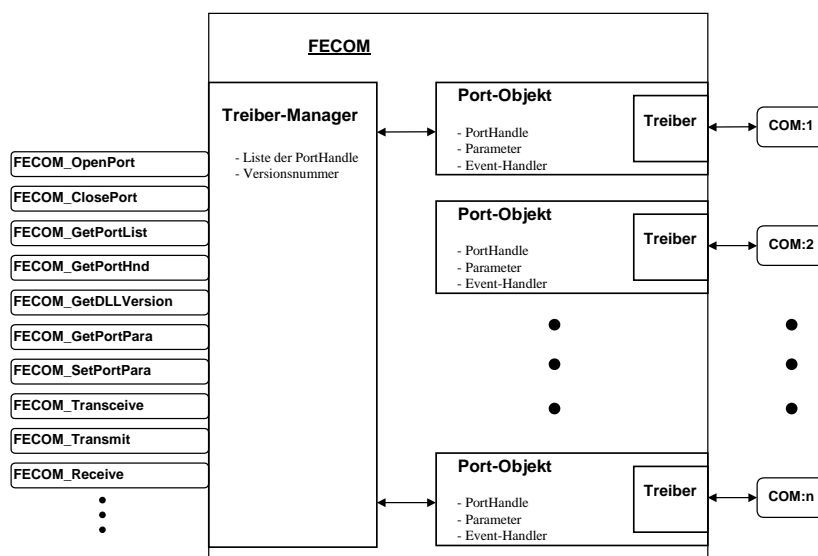 FECOM
Treiber-Manager
- Liste der PortHandle
- Versionsnummer
FECOM_OpenPort
FECOM_ClosePort
FECOM_GetPortList
FECOM_GetPortHnd
FECOM_GetDLLVersion
FECOM_GetPortPara
FECOM_SetPortPara
FECOM_Transceive
FECOM_Transmit
FECOM_Receive
Port-Objekt
- PortHandle
- Parameter
- Event-Handler
Treiber
COM:1
Port-Objekt
- PortHandle
- Parameter
- Event-Handler
Treiber
COM:2
Port-Objekt
- PortHandle
- Parameter
- Event-Handler
Treiber
COM:n